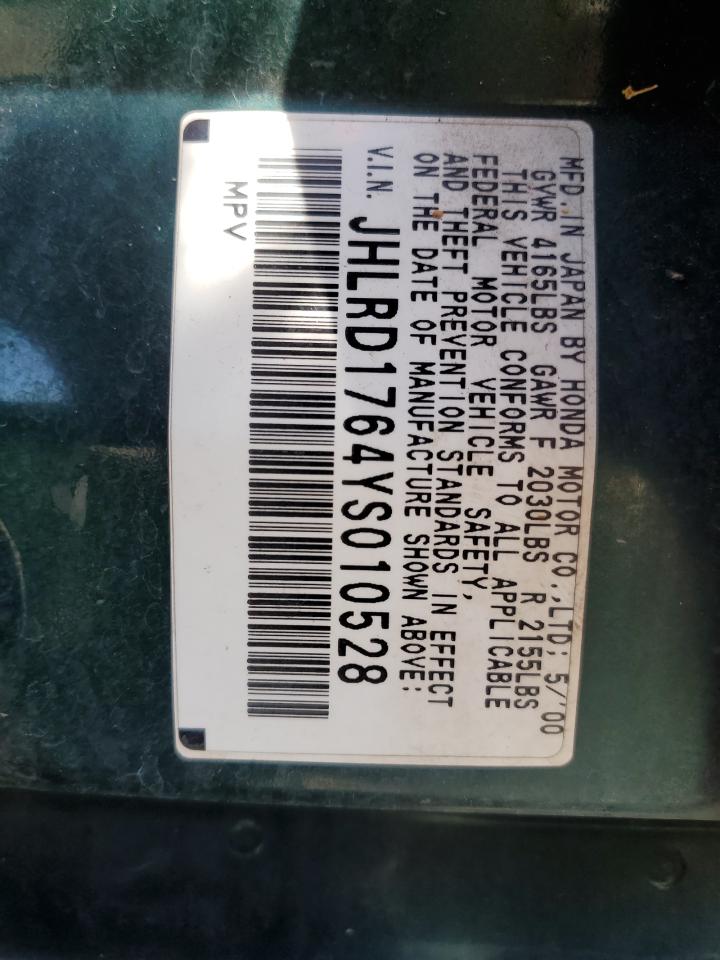 MFD. IN JAPAN BY HONDA MOTOR CO.,LTD; 5/'00
GVWR 4165LBS GAWR F 2030LBS R 2155LBS
THIS VEHICLE CONFORMS TO ALL APPLICABLE
FEDERAL MOTOR VEHICLE SAFETY,
AND THEFT PREVENTION STANDARDS IN EFFECT
ON THE DATE OF MANUFACTURE SHOWN ABOVE;
V.I.N. JHLRD1764YS010528
MPV